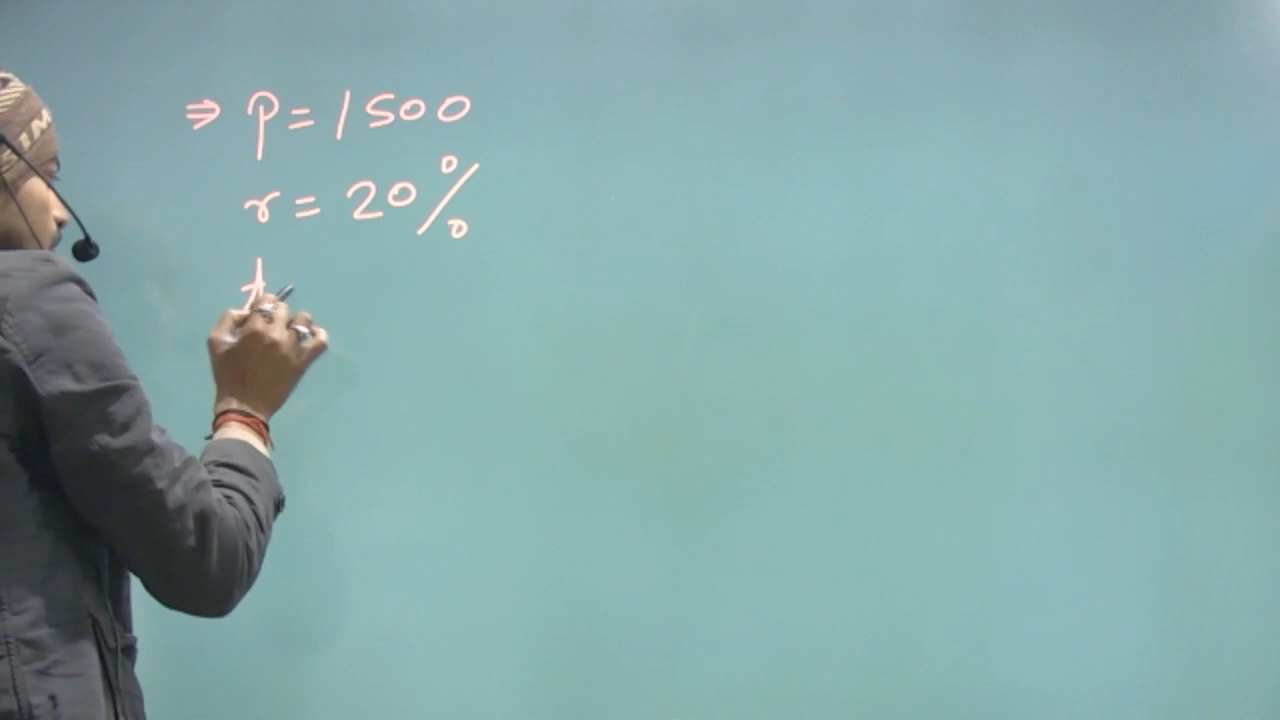 ⇒ P = 1500
r = 20%
t